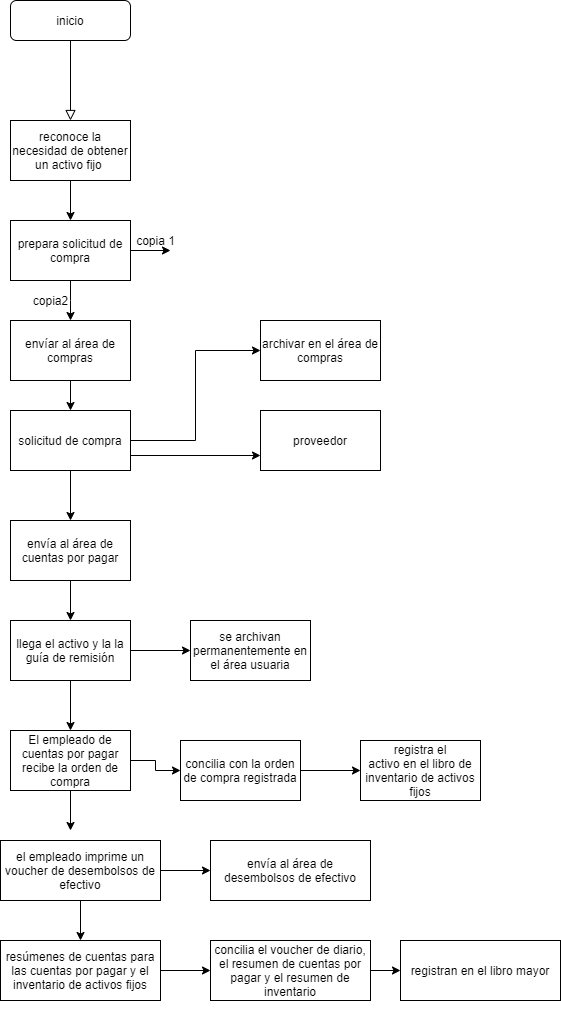 inicio
reconoce la
necesidad de obtener
un activo fijo
prepara solicitud de
compra
copia 1
copia2
envíar al área de
compras
archivar en el área de
compras
solicitud de compra
proveedor
envía al área de
cuentas por pagar
llega el activo y la la
guía de remisión
se archivan
permanentemente en
el área usuaria
El empleado de
cuentas por pagar
recibe la orden de
compra
concilia con la orden
de compra registrada
registra el
activo en el libro de
inventario de activos
fijos
el empleado imprime un
voucher de desembolsos de
efectivo
envía al área de
desembolsos de efectivo
resúmenes de cuentas para
las cuentas por pagar y el
inventario de activos fijos
concilia el voucher de diario,
el resumen de cuentas por
pagar y el resumen de
inventario
registran en el libro mayor